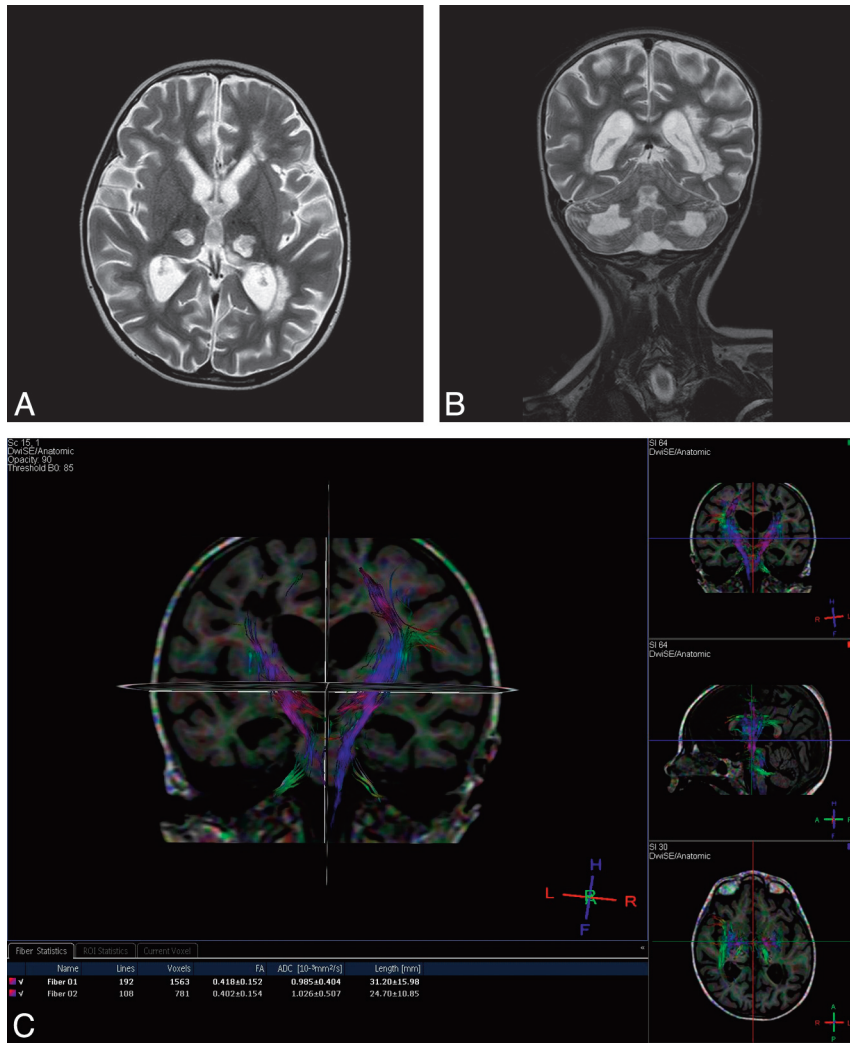 A
B
Sc 15, 1
DwiSE/Anatomic
Opacity: 90
Threshold B0: 85
H
L R R
F
SI 64
DwiSE/Anatomic
H
R L
F
SI 64
DwiSE/Anatomic
H
A P
F
SI 30
DwiSE/Anatomic
A
R L
P
Fiber Statistics ROI Statistics Current Voxel «
Name Lines Voxels FA ADC [10-³mm²/s] Length [mm]
√ Fiber 01 192 1563 0.418±0.152 0.985±0.404 31.20±15.98
√ Fiber 02 108 781 0.402±0.154 1.026±0.507 24.70±10.85
C